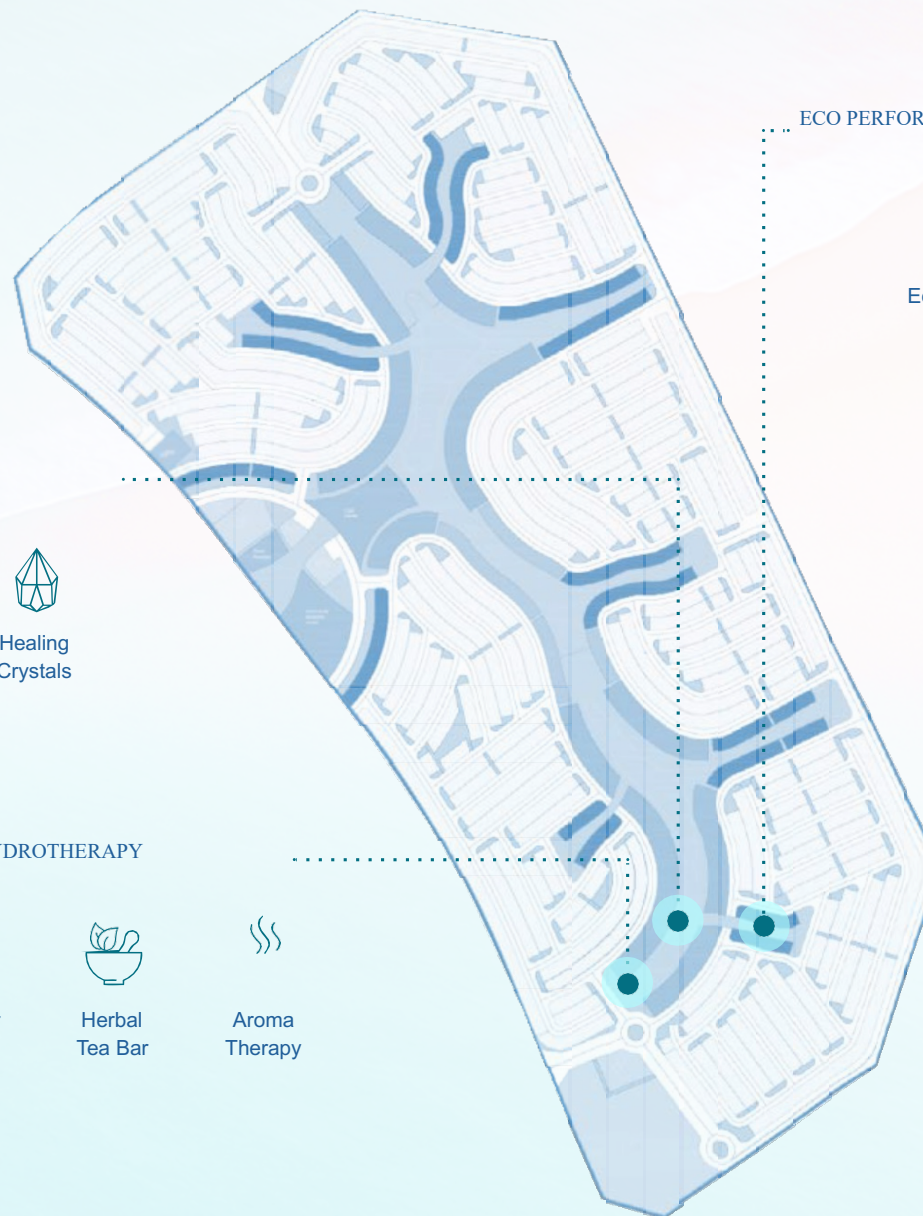 ECO PERFOR
Healing
Crystals
YDROTHERAPY
Herbal
Tea Bar
Aroma
Therapy